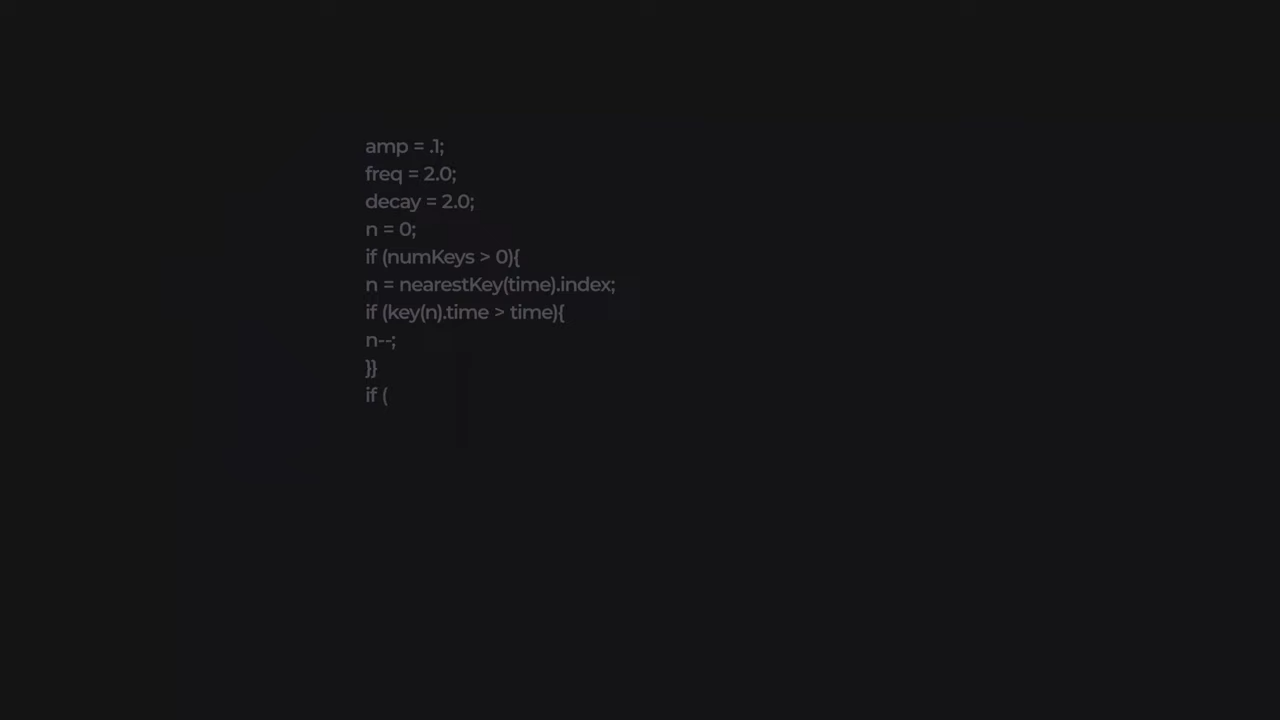 amp = .1;
freq = 2.0;
decay = 2.0;
n = 0;
if (numKeys > 0){
n = nearestKey(time).index;
if (key(n).time > time){
n--;
}}
if (